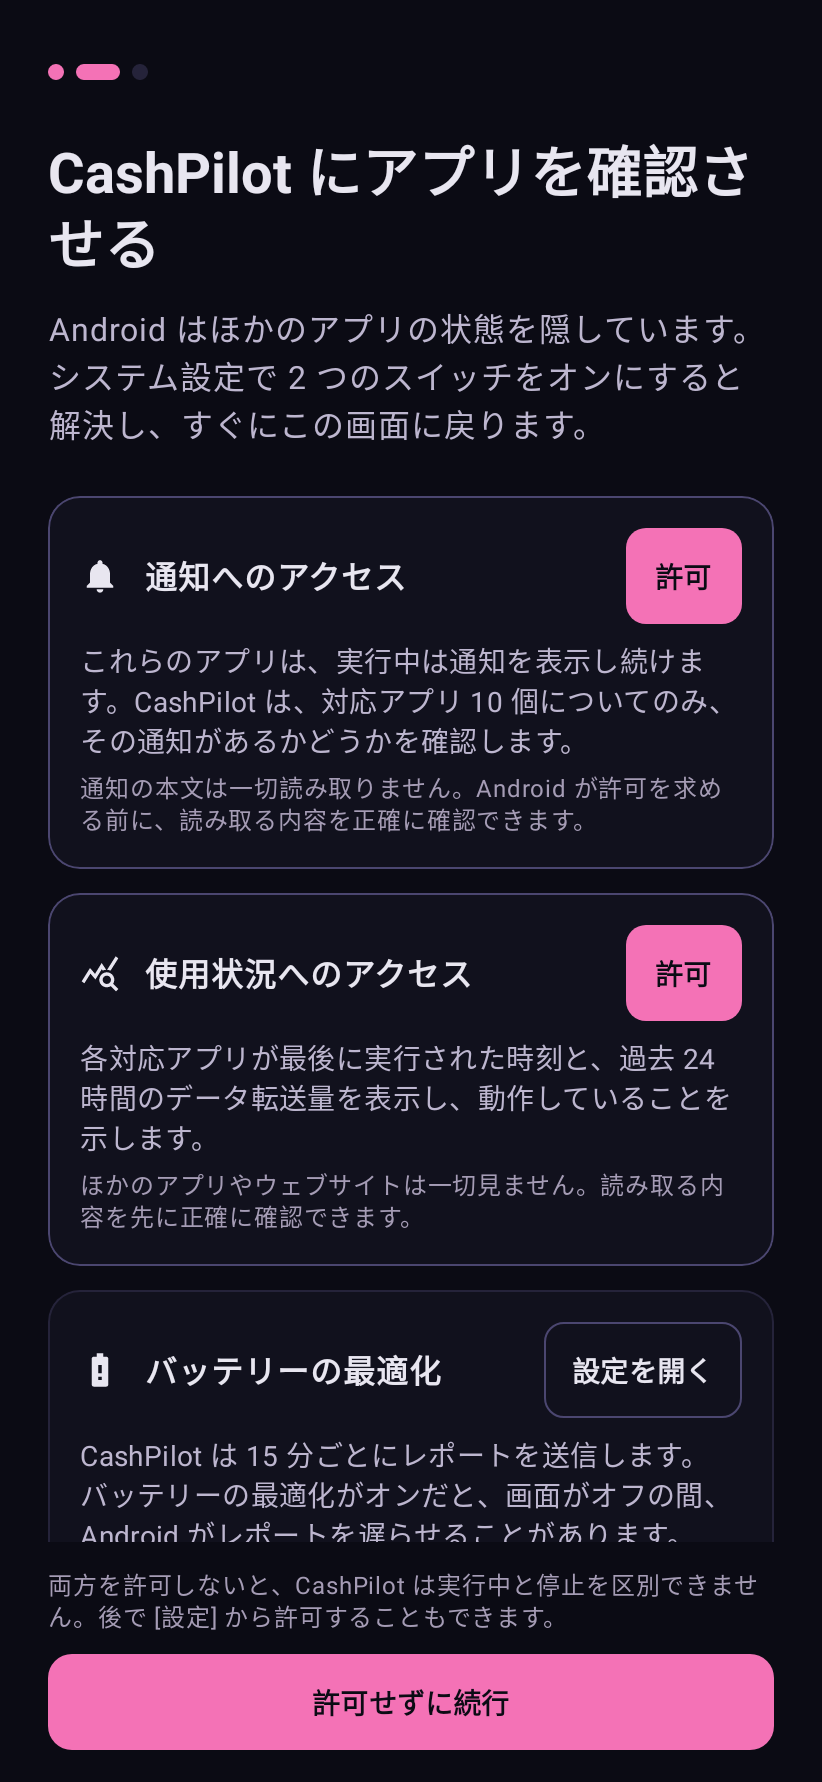 CashPilot にアプリを確認さ
せる
Android はほかのアプリの状態を隠しています。
システム設定で 2 つのスイッチをオンにすると
解決し、すぐにこの画面に戻ります。
通知へのアクセス
許可
これらのアプリは、実行中は通知を表示し続けま
す。CashPilot は、対応アプリ 10 個についてのみ、
その通知があるかどうかを確認します。
通知の本文は一切読み取りません。Android が許可を求め
る前に、読み取る内容を正確に確認できます。
使用状況へのアクセス
許可
各対応アプリが最後に実行された時刻と、過去 24
時間のデータ転送量を表示し、動作していることを
示します。
ほかのアプリやウェブサイトは一切見ません。読み取る内
容を先に正確に確認できます。
バッテリーの最適化
設定を開く
CashPilot は 15 分ごとにレポートを送信します。
バッテリーの最適化がオンだと、画面がオフの間、
Android がレポートを遅らせることがあります。
両方を許可しないと、CashPilot は実行中と停止を区別できませ
ん。後で [設定] から許可することもできます。
許可せずに続行